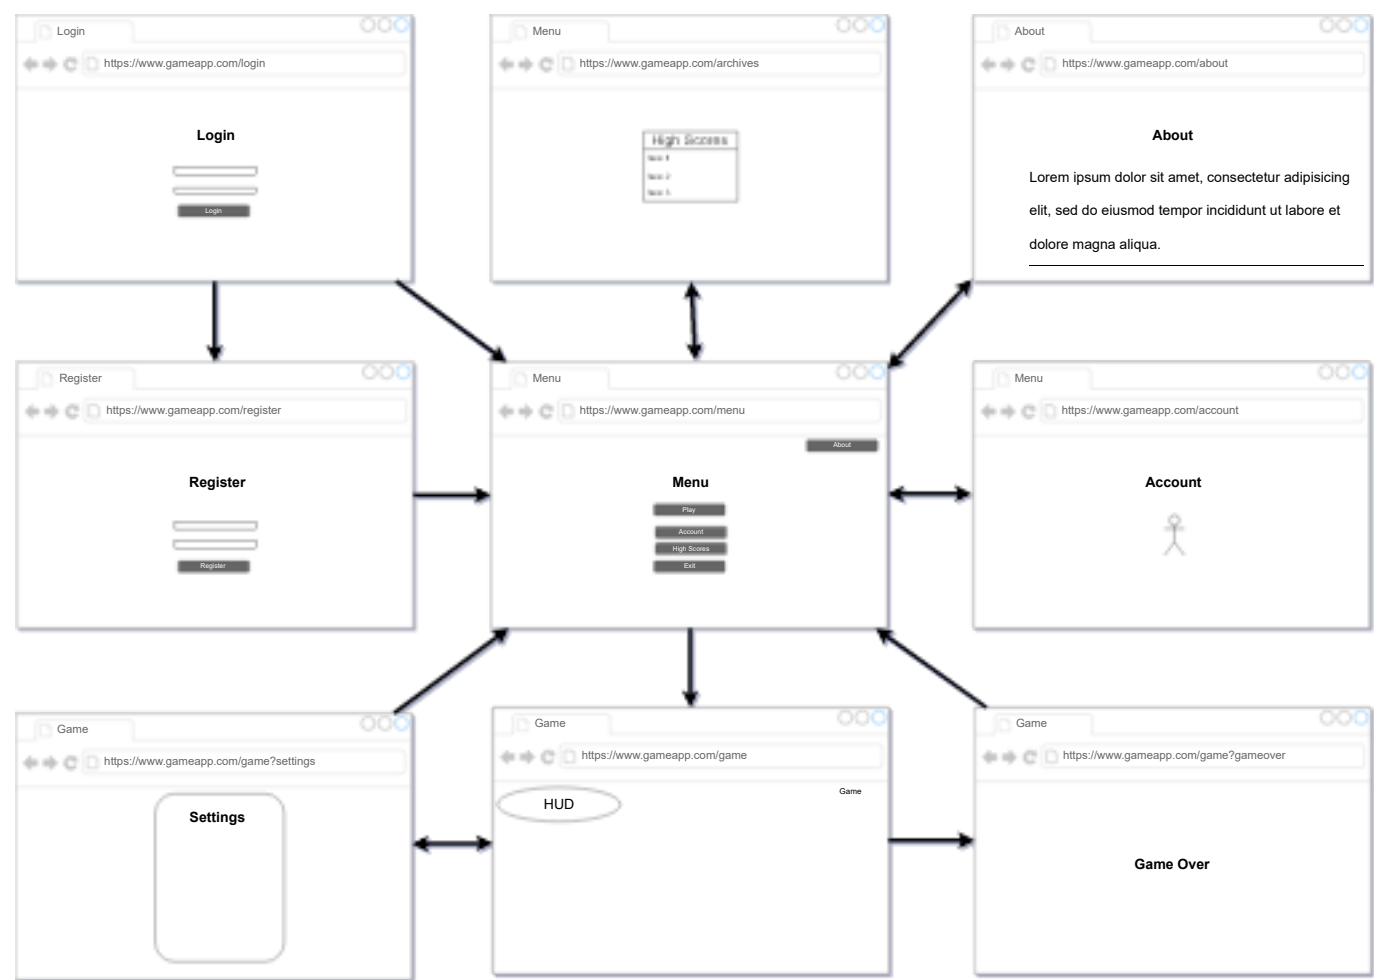 Login
https://www.gameapp.com/login
Login
Login
Menu
https://www.gameapp.com/archives
High Scores
About
https://www.gameapp.com/about
About
Lorem ipsum dolor sit amet, consectetur adipisicing
elit, sed do eiusmod tempor incididunt ut labore et
dolore magna aliqua.
Register
https://www.gameapp.com/register
Register
Register
Menu
https://www.gameapp.com/menu
About
Menu
Play
Account
High Scores
Exit
Menu
https://www.gameapp.com/account
Account
Game
https://www.gameapp.com/game?settings
Settings
Game
https://www.gameapp.com/game
HUD
Game
Game
https://www.gameapp.com/game?gameover
Game Over